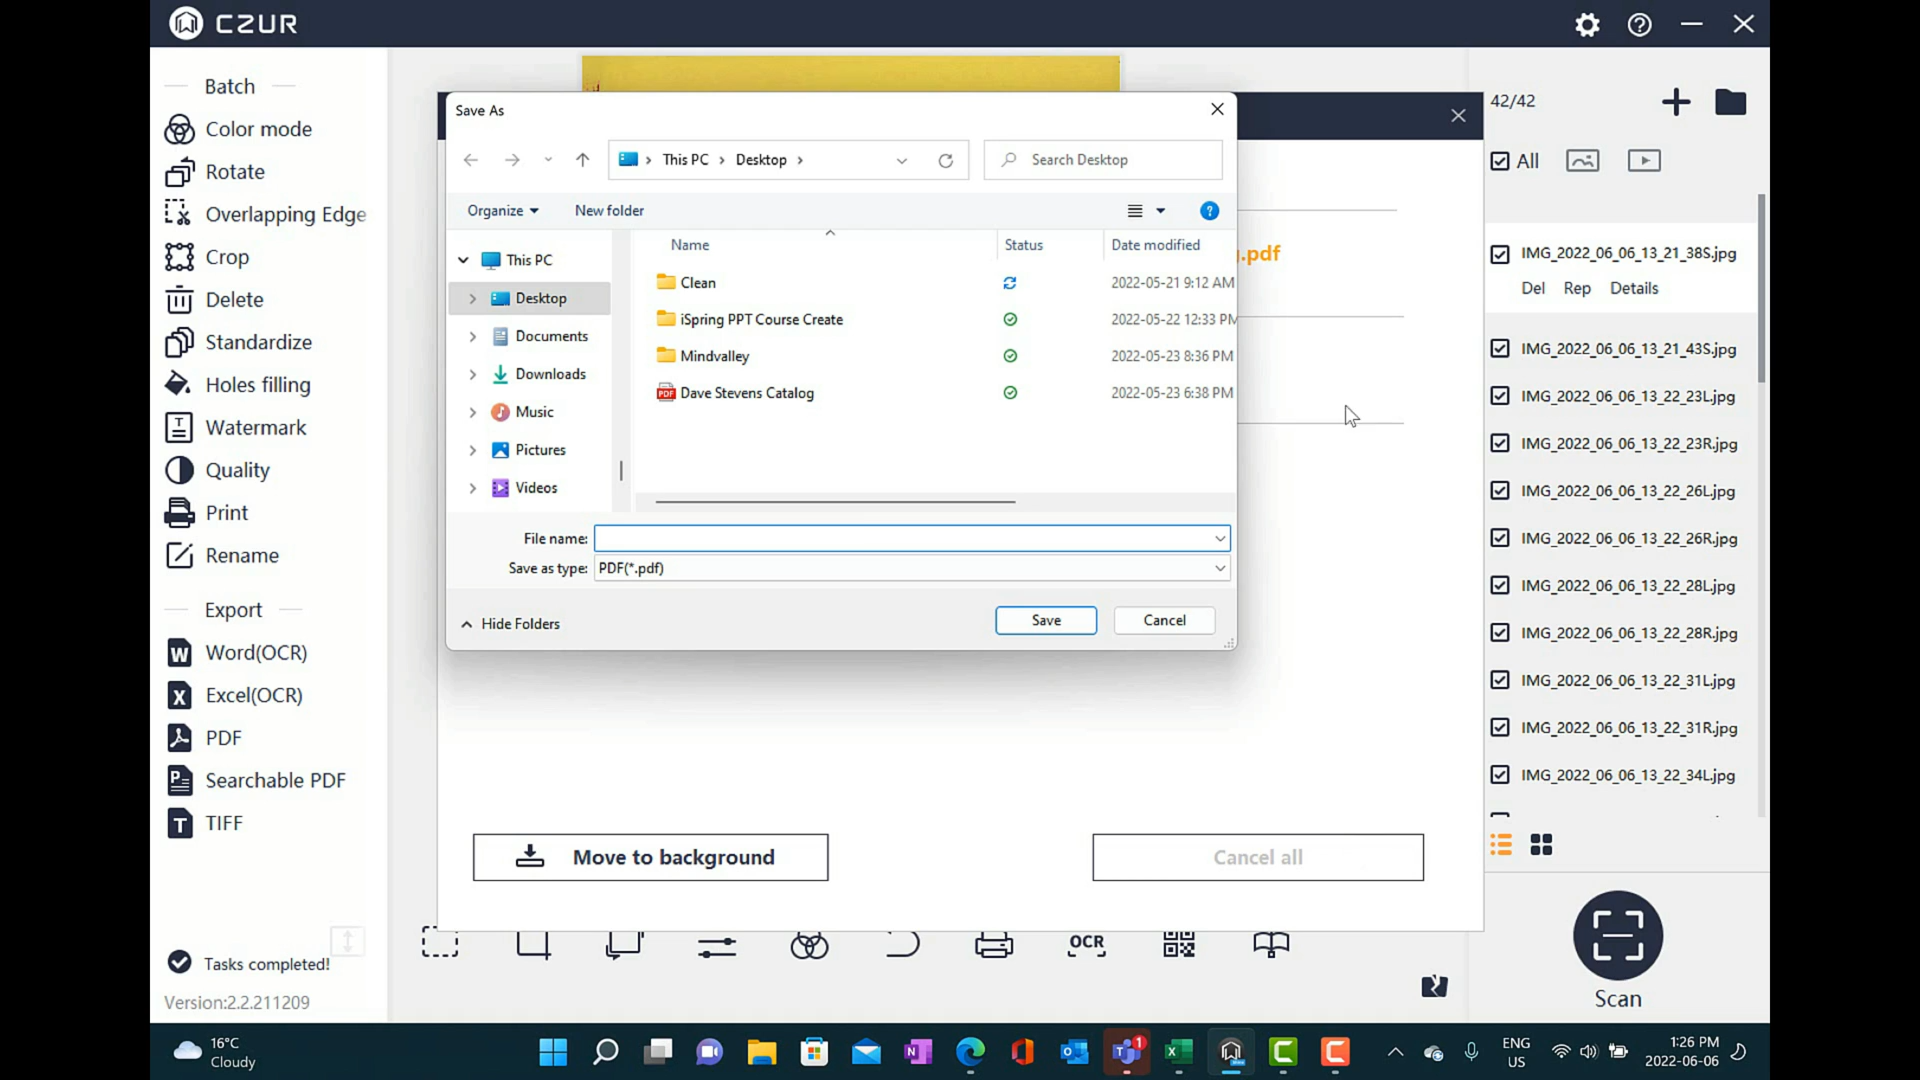 CZUR
Batch
Color mode
Rotate
Overlapping Edge
Crop
Delete
Standardize
Holes filling
Watermark
Quality
Print
Rename
Export
Word(OCR)
Excel(OCR)
PDF
Searchable PDF
TIFF
Tasks completed!
Version:2.2.211209
Save As
This PC > Desktop >
Search Desktop
Organize
New folder
Name Status Date modified
This PC
Desktop
Documents
Downloads
Music
Pictures
Videos
Clean 2022-05-21 9:12 AM
iSpring PPT Course Create 2022-05-22 12:33 PM
Mindvalley 2022-05-23 8:36 PM
Dave Stevens Catalog 2022-05-23 6:38 PM
File name:
Save as type: PDF(*.pdf)
Hide Folders
Save
Cancel
.pdf
Move to background
Cancel all
OCR
42/42
All
IMG_2022_06_06_13_21_38S.jpg
Del Rep Details
IMG_2022_06_06_13_21_43S.jpg
IMG_2022_06_06_13_22_23L.jpg
IMG_2022_06_06_13_22_23R.jpg
IMG_2022_06_06_13_22_26L.jpg
IMG_2022_06_06_13_22_26R.jpg
IMG_2022_06_06_13_22_28L.jpg
IMG_2022_06_06_13_22_28R.jpg
IMG_2022_06_06_13_22_31L.jpg
IMG_2022_06_06_13_22_31R.jpg
IMG_2022_06_06_13_22_34L.jpg
Scan
16°C
Cloudy
1
ENG
US
1:26 PM
2022-06-06